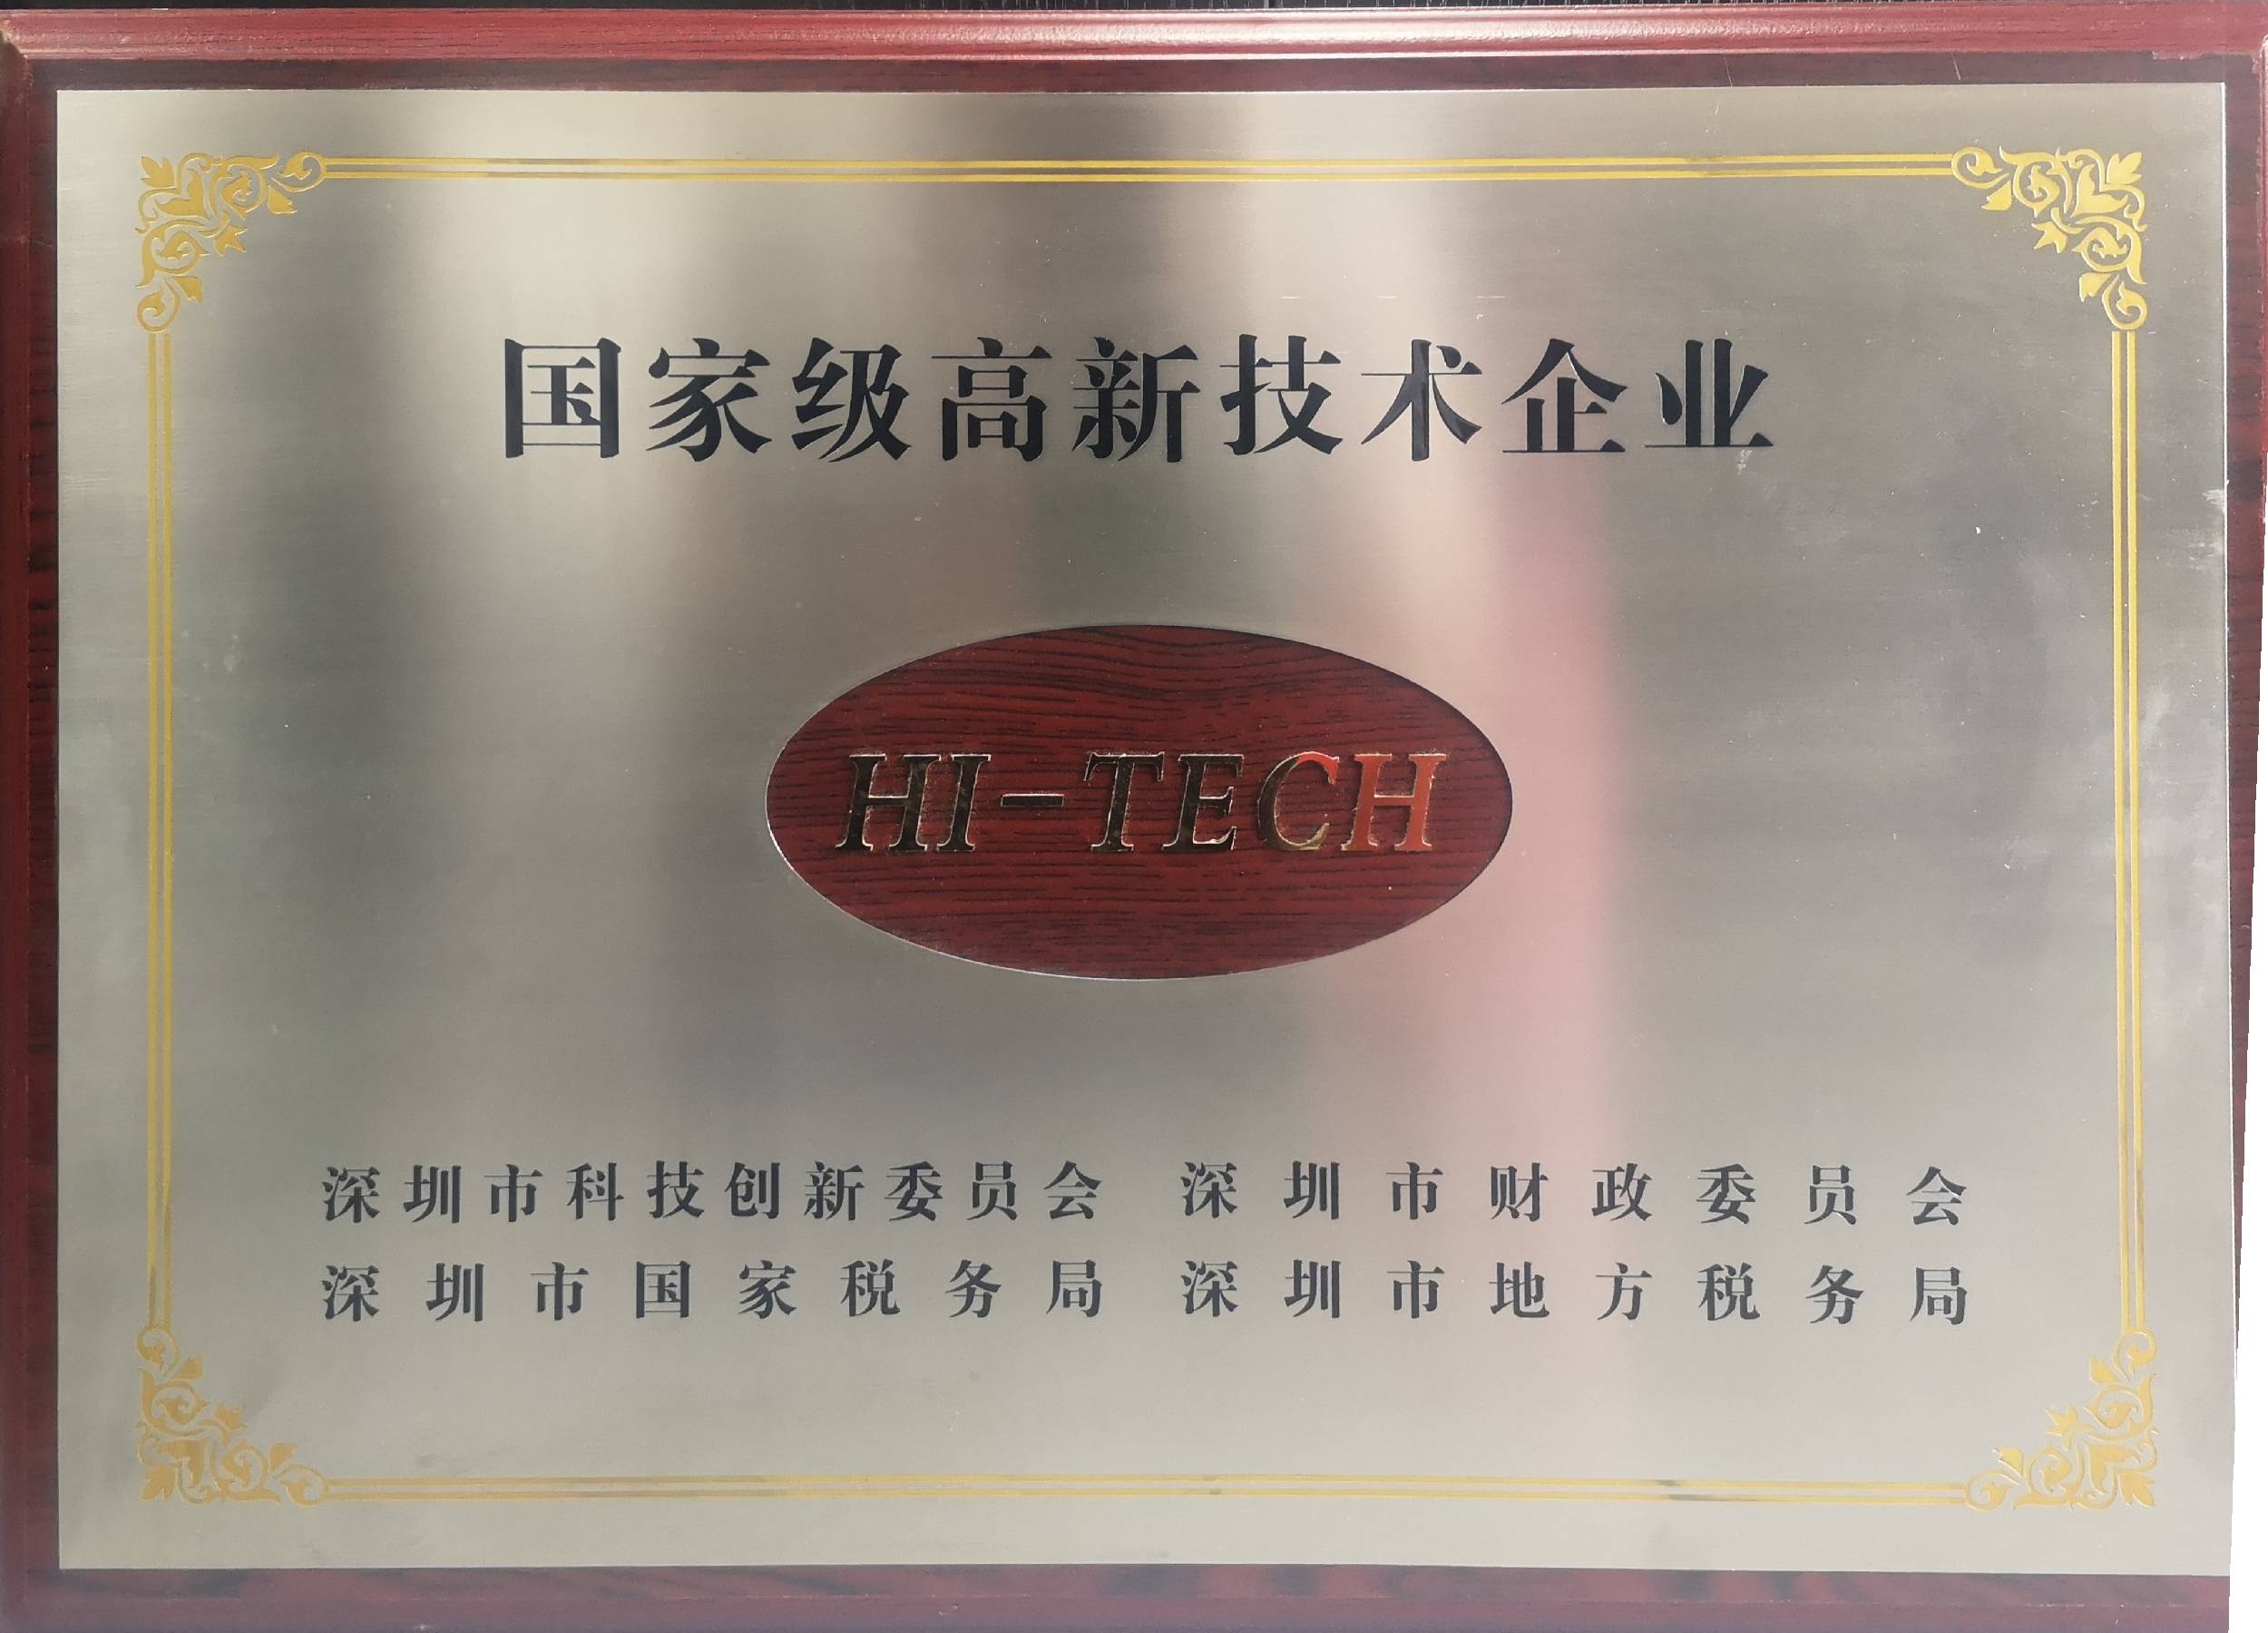 国家级高新技术企业
HI-TECH
深圳市科技创新委员会 深圳市财政委员会
深圳市国家税务局 深圳市地方税务局